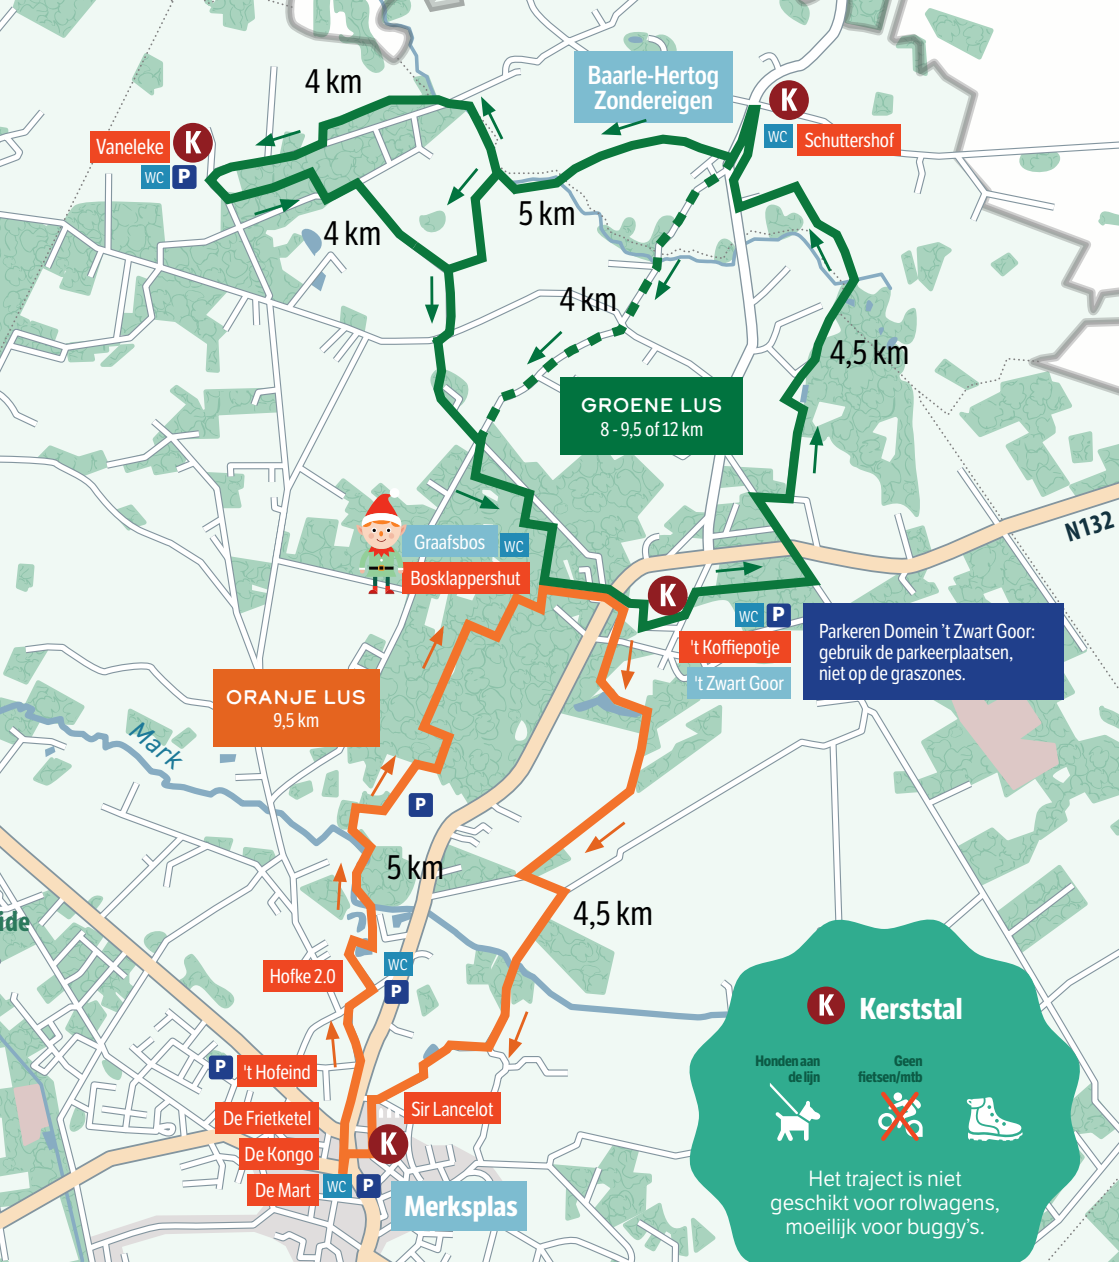 4 km
Baarle-Hertog
Zondereigen
K
WC
Schuttershof
Vaneleke
K
WC
P
5 km
4 km
4 km
4,5 km
GROENE LUS
8 - 9,5 of 12 km
N132
Graafsbos
WC
Bosklappershut
K
WC
P
't Koffiepotje
't Zwart Goor
Parkeren Domein 't Zwart Goor:
gebruik de parkeerplaatsen,
niet op de graszones.
ORANJE LUS
9,5 km
Mark
P
5 km
4,5 km
ide
Hofke 2.0
WC
P
P
't Hofeind
De Frietketel
Sir Lancelot
De Kongo
K
De Mart
WC
P
Merksplas
K
Kerststal
Honden aan
de lijn
Geen
fietsen/mtb
Het traject is niet
geschikt voor rolwagens,
moeilijk voor buggy's.